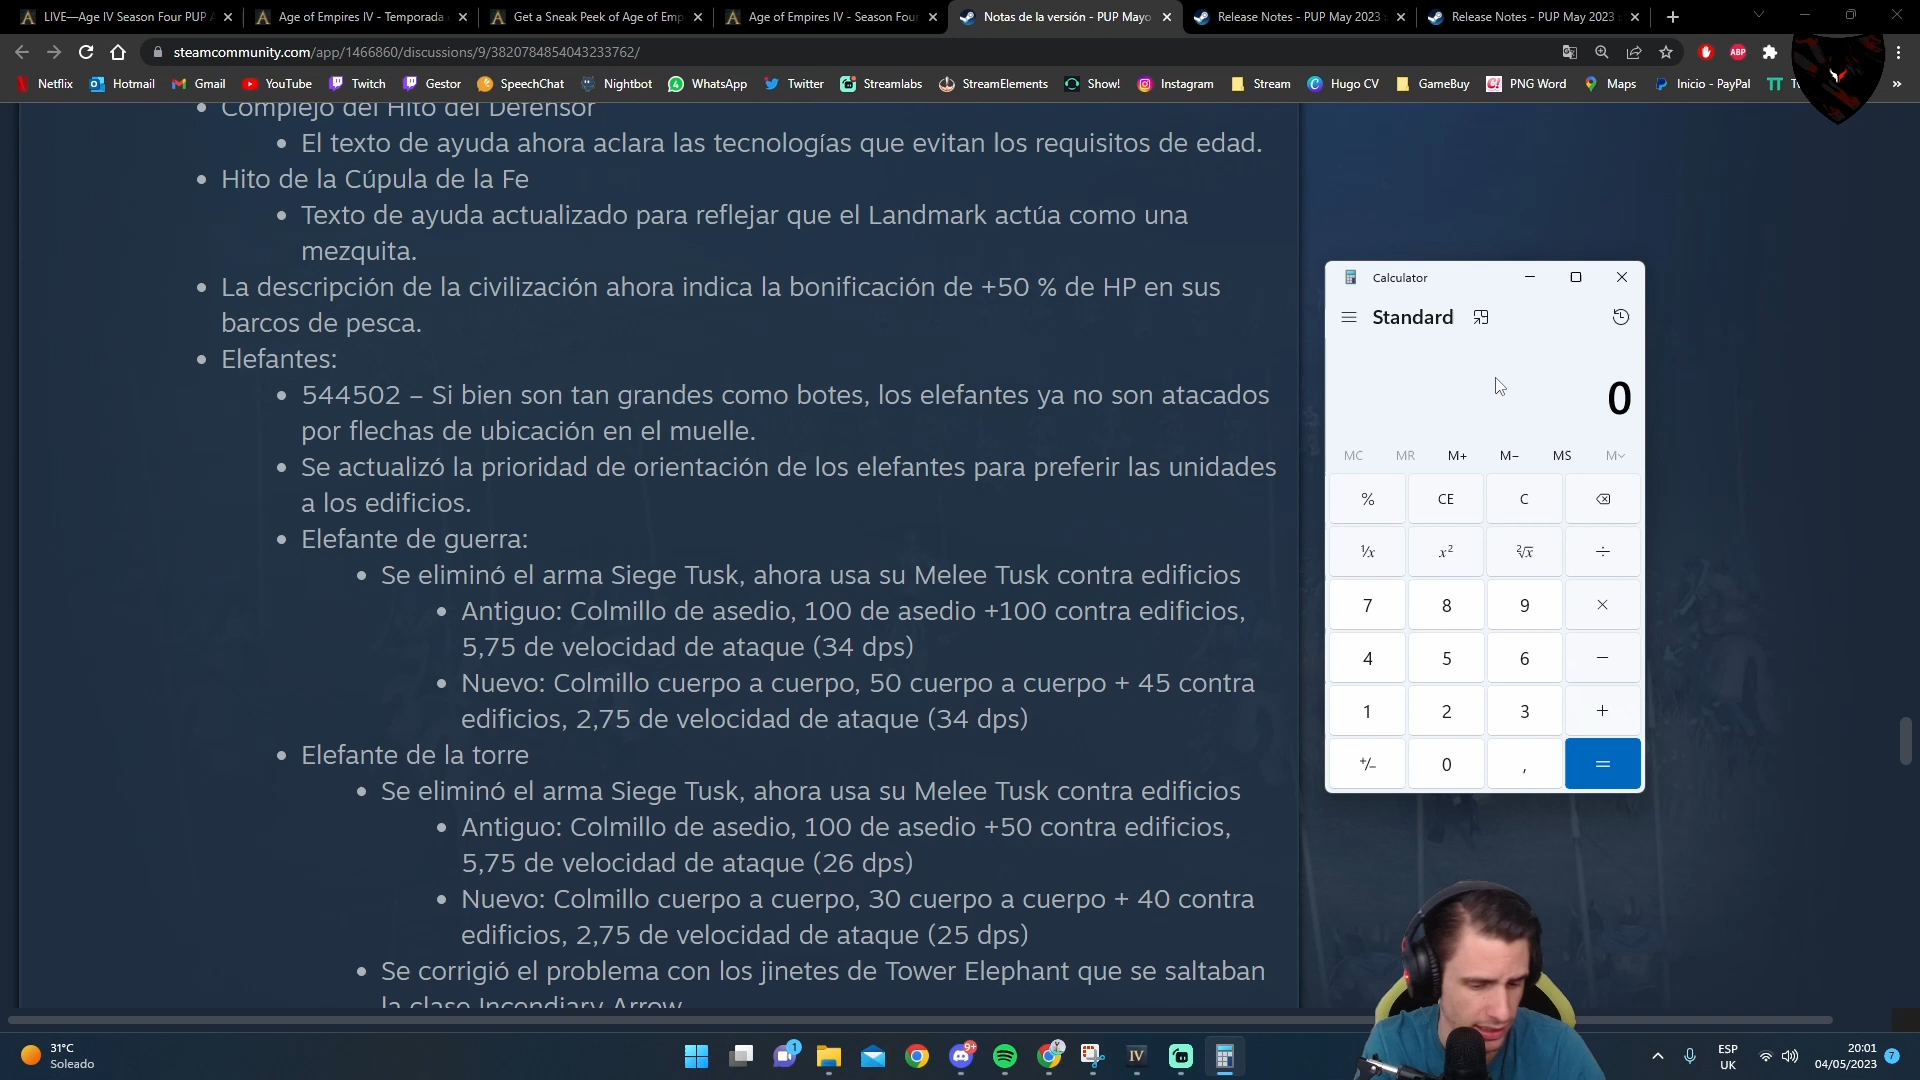 LIVE—Age IV Season Four PUP
Age of Empires IV - Temporada
Get a Sneak Peek of Age of Emp
Age of Empires IV - Season Four
Notas de la versión - PUP Mayo
Release Notes - PUP May 2023
Release Notes - PUP May 2023
steamcommunity.com/app/1466860/discussions/9/3820784854043233762/
ABP
Netflix
Hotmail
Gmail
YouTube
Twitch
Gestor
SpeechChat
Nightbot
WhatsApp
Twitter
Streamlabs
StreamElements
Show!
Instagram
Stream
Hugo CV
GameBuy
PNG Word
Maps
Inicio - PayPal
Complejo del Hito del Defensor
El texto de ayuda ahora aclara las tecnologías que evitan los requisitos de edad.
Hito de la Cúpula de la Fe
Texto de ayuda actualizado para reflejar que el Landmark actúa como una
mezquita.
La descripción de la civilización ahora indica la bonificación de +50 % de HP en sus
barcos de pesca.
Elefantes:
544502 – Si bien son tan grandes como botes, los elefantes ya no son atacados
por flechas de ubicación en el muelle.
Se actualizó la prioridad de orientación de los elefantes para preferir las unidades
a los edificios.
Elefante de guerra:
Se eliminó el arma Siege Tusk, ahora usa su Melee Tusk contra edificios
Antiguo: Colmillo de asedio, 100 de asedio +100 contra edificios,
5,75 de velocidad de ataque (34 dps)
Nuevo: Colmillo cuerpo a cuerpo, 50 cuerpo a cuerpo + 45 contra
edificios, 2,75 de velocidad de ataque (34 dps)
Elefante de la torre
Se eliminó el arma Siege Tusk, ahora usa su Melee Tusk contra edificios
Antiguo: Colmillo de asedio, 100 de asedio +50 contra edificios,
5,75 de velocidad de ataque (26 dps)
Nuevo: Colmillo cuerpo a cuerpo, 30 cuerpo a cuerpo + 40 contra
edificios, 2,75 de velocidad de ataque (25 dps)
Se corrigió el problema con los jinetes de Tower Elephant que se saltaban
la clase Incendiary Arrow
Calculator
Standard
0
MC MR M+ M− MS M
% CE C
1/x x² ²√x ÷
7 8 9 ×
4 5 6 −
1 2 3 +
+/− 0 , =
31°C
Soleado
1
9+
IV
ESP
UK
20:01
04/05/2023
7